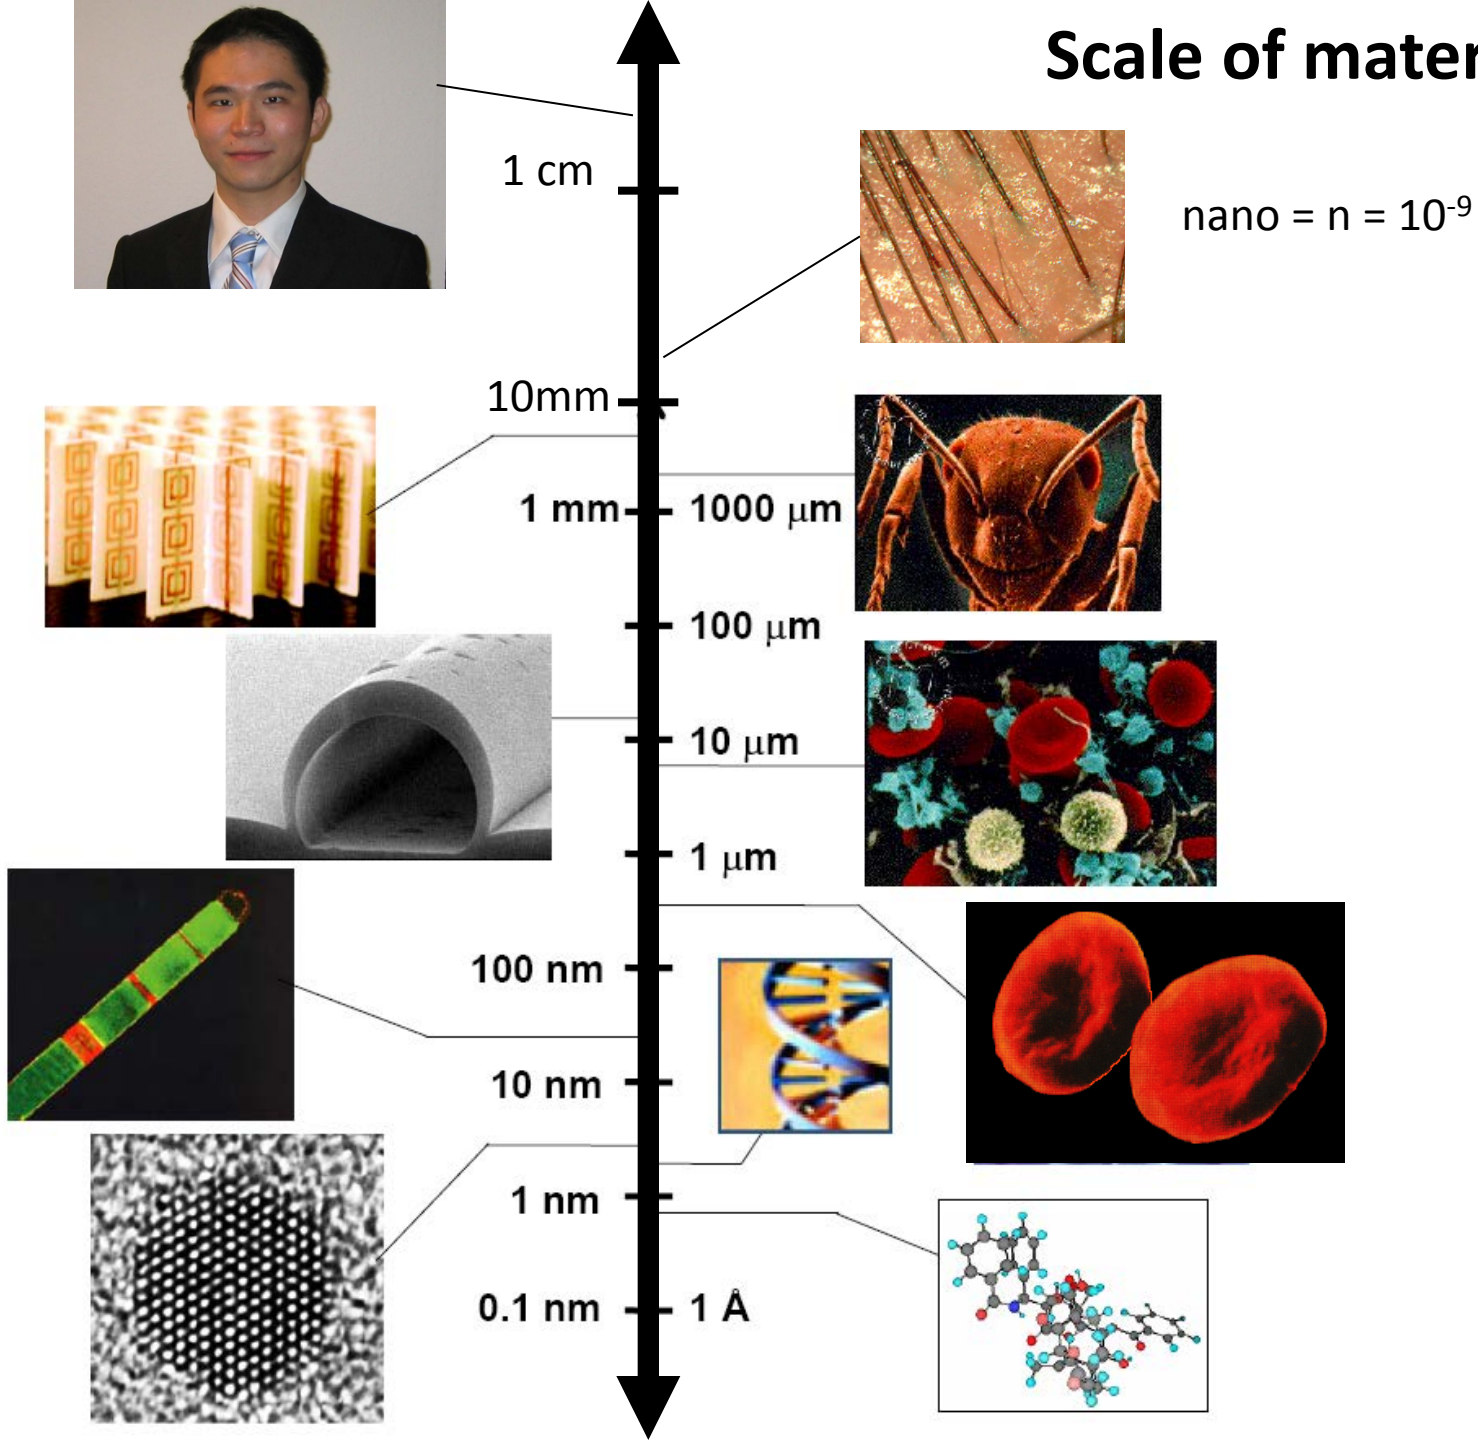 Scale of mater
1 cm
nano = n = 10⁻⁹
10mm
1 mm 1000 μm
100 μm
10 μm
1 μm
100 nm
10 nm
1 nm
0.1 nm 1 Å